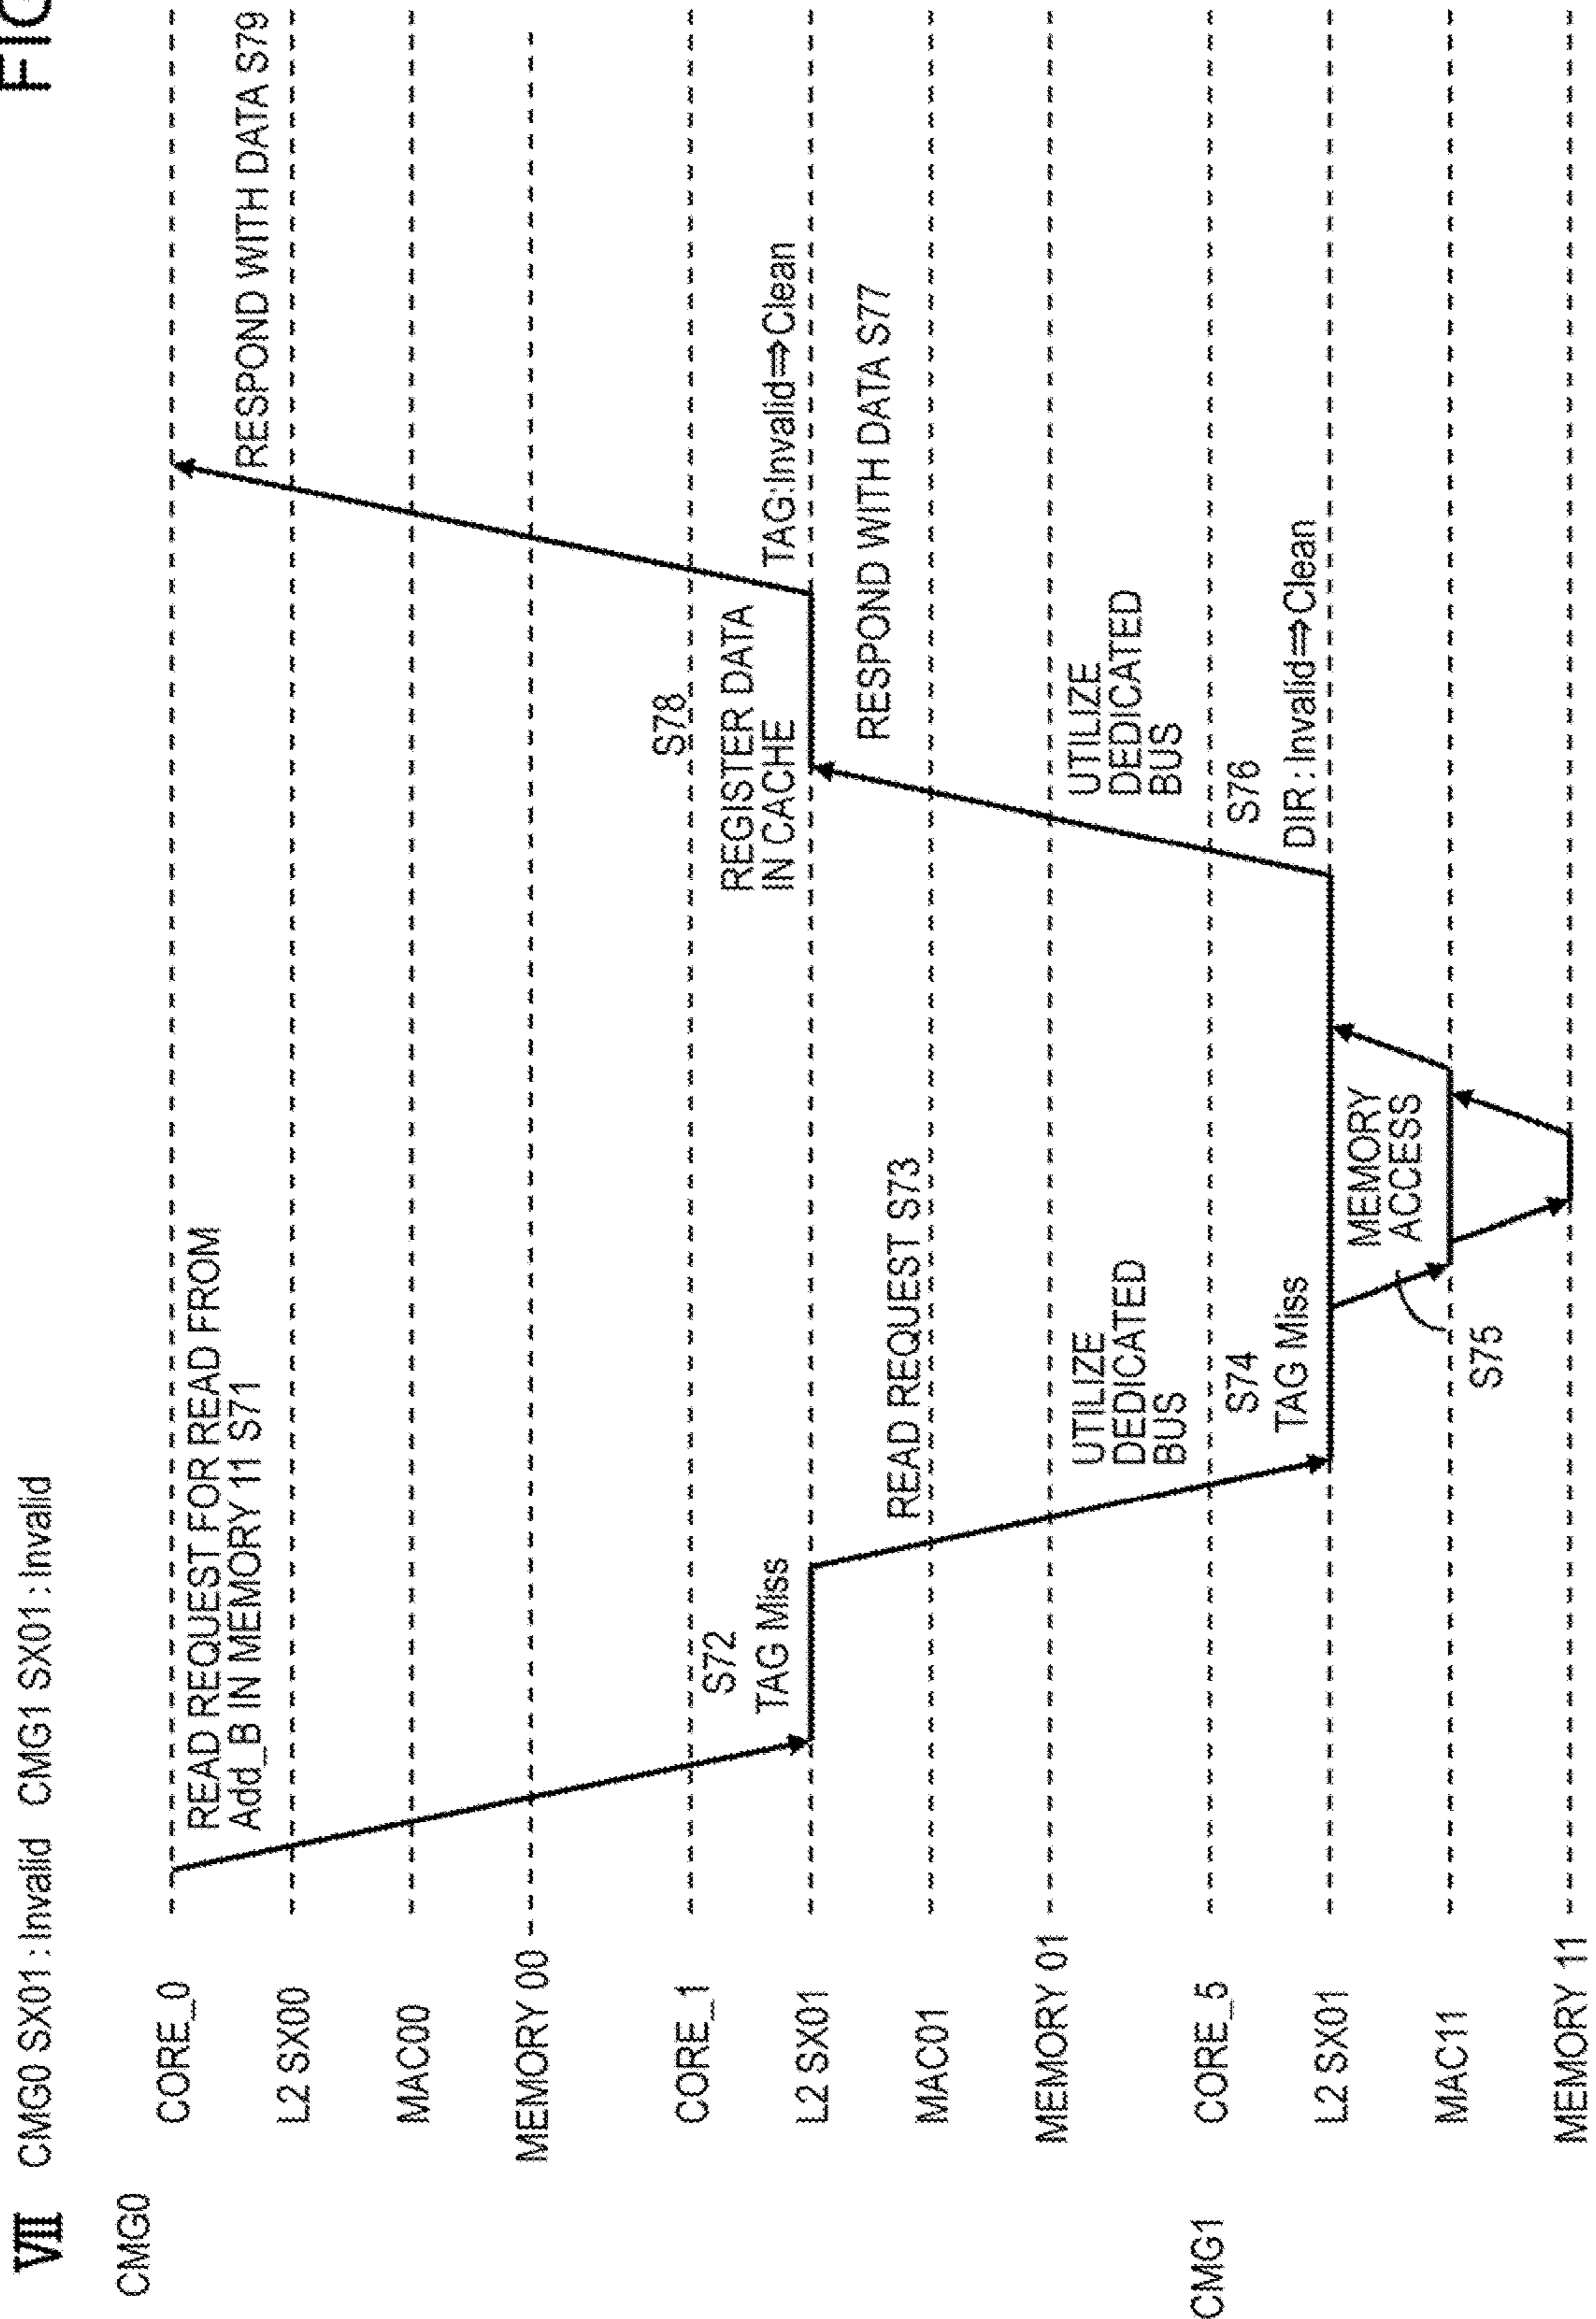 FIG
VII CMG0 SX01 : Invalid CMG1 SX01 : Invalid
CMG0
CORE_0
READ REQUEST FOR READ FROM
Add_B IN MEMORY 11 S71
RESPOND WITH DATA S79
L2 SX00
MAC00
MEMORY 00
CORE_1
S72
TAG Miss
S78
REGISTER DATA
IN CACHE
TAG:Invalid⇒Clean
L2 SX01
READ REQUEST S73
RESPOND WITH DATA S77
MAC01
MEMORY 01
UTILIZE
DEDICATED
BUS
UTILIZE
DEDICATED
BUS
CMG1
CORE_5
S74
TAG Miss
S76
DIR : Invalid⇒Clean
L2 SX01
MEMORY
ACCESS
MAC11
S75
MEMORY 11